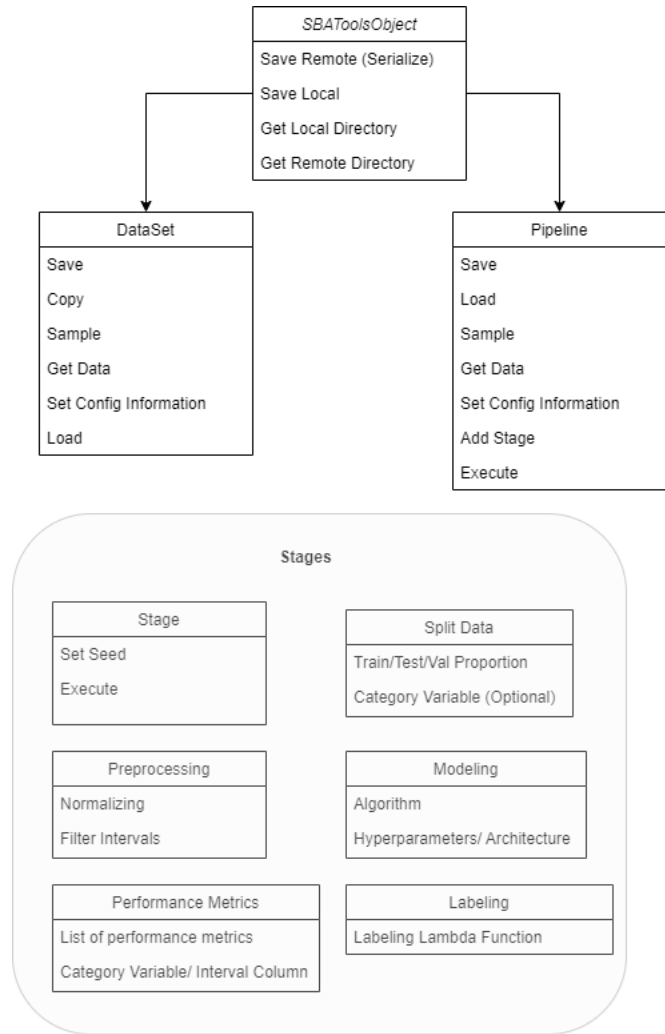 SBAToolsObject
Save Remote (Serialize)
Save Local
Get Local Directory
Get Remote Directory
DataSet
Save
Copy
Sample
Get Data
Set Config Information
Load
Pipeline
Save
Load
Sample
Get Data
Set Config Information
Add Stage
Execute
Stages
Stage
Set Seed
Execute
Split Data
Train/Test/Val Proportion
Category Variable (Optional)
Preprocessing
Normalizing
Filter Intervals
Modeling
Algorithm
Hyperparameters/ Architecture
Performance Metrics
List of performance metrics
Category Variable/ Interval Column
Labeling
Labeling Lambda Function